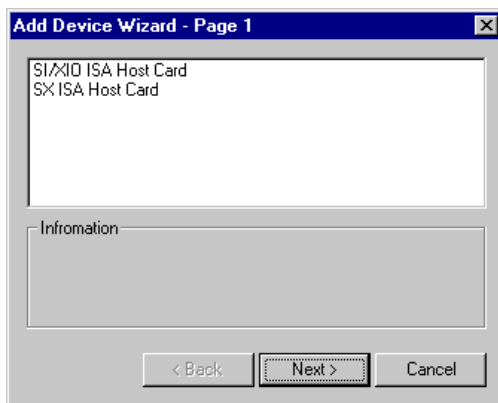 Add Device Wizard - Page 1
SI/XIO ISA Host Card
SX ISA Host Card
Infromation
< Back
Next >
Cancel